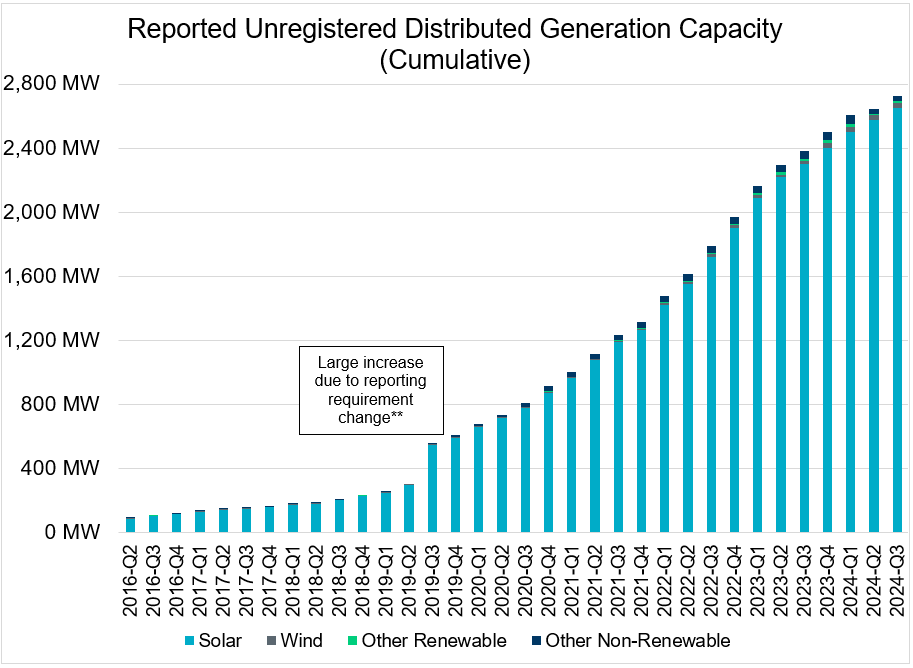 Reported Unregistered Distributed Generation Capacity
(Cumulative)
2,800 MW
2,400 MW
2,000 MW
1,600 MW
1,200 MW
800 MW
400 MW
0 MW
Large increase
due to reporting
requirement
change**
2016-Q2
2016-Q3
2016-Q4
2017-Q1
2017-Q2
2017-Q3
2017-Q4
2018-Q1
2018-Q2
2018-Q3
2018-Q4
2019-Q1
2019-Q2
2019-Q3
2019-Q4
2020-Q1
2020-Q2
2020-Q3
2020-Q4
2021-Q1
2021-Q2
2021-Q3
2021-Q4
2022-Q1
2022-Q2
2022-Q3
2022-Q4
2023-Q1
2023-Q2
2023-Q3
2023-Q4
2024-Q1
2024-Q2
2024-Q3
Solar
Wind
Other Renewable
Other Non-Renewable